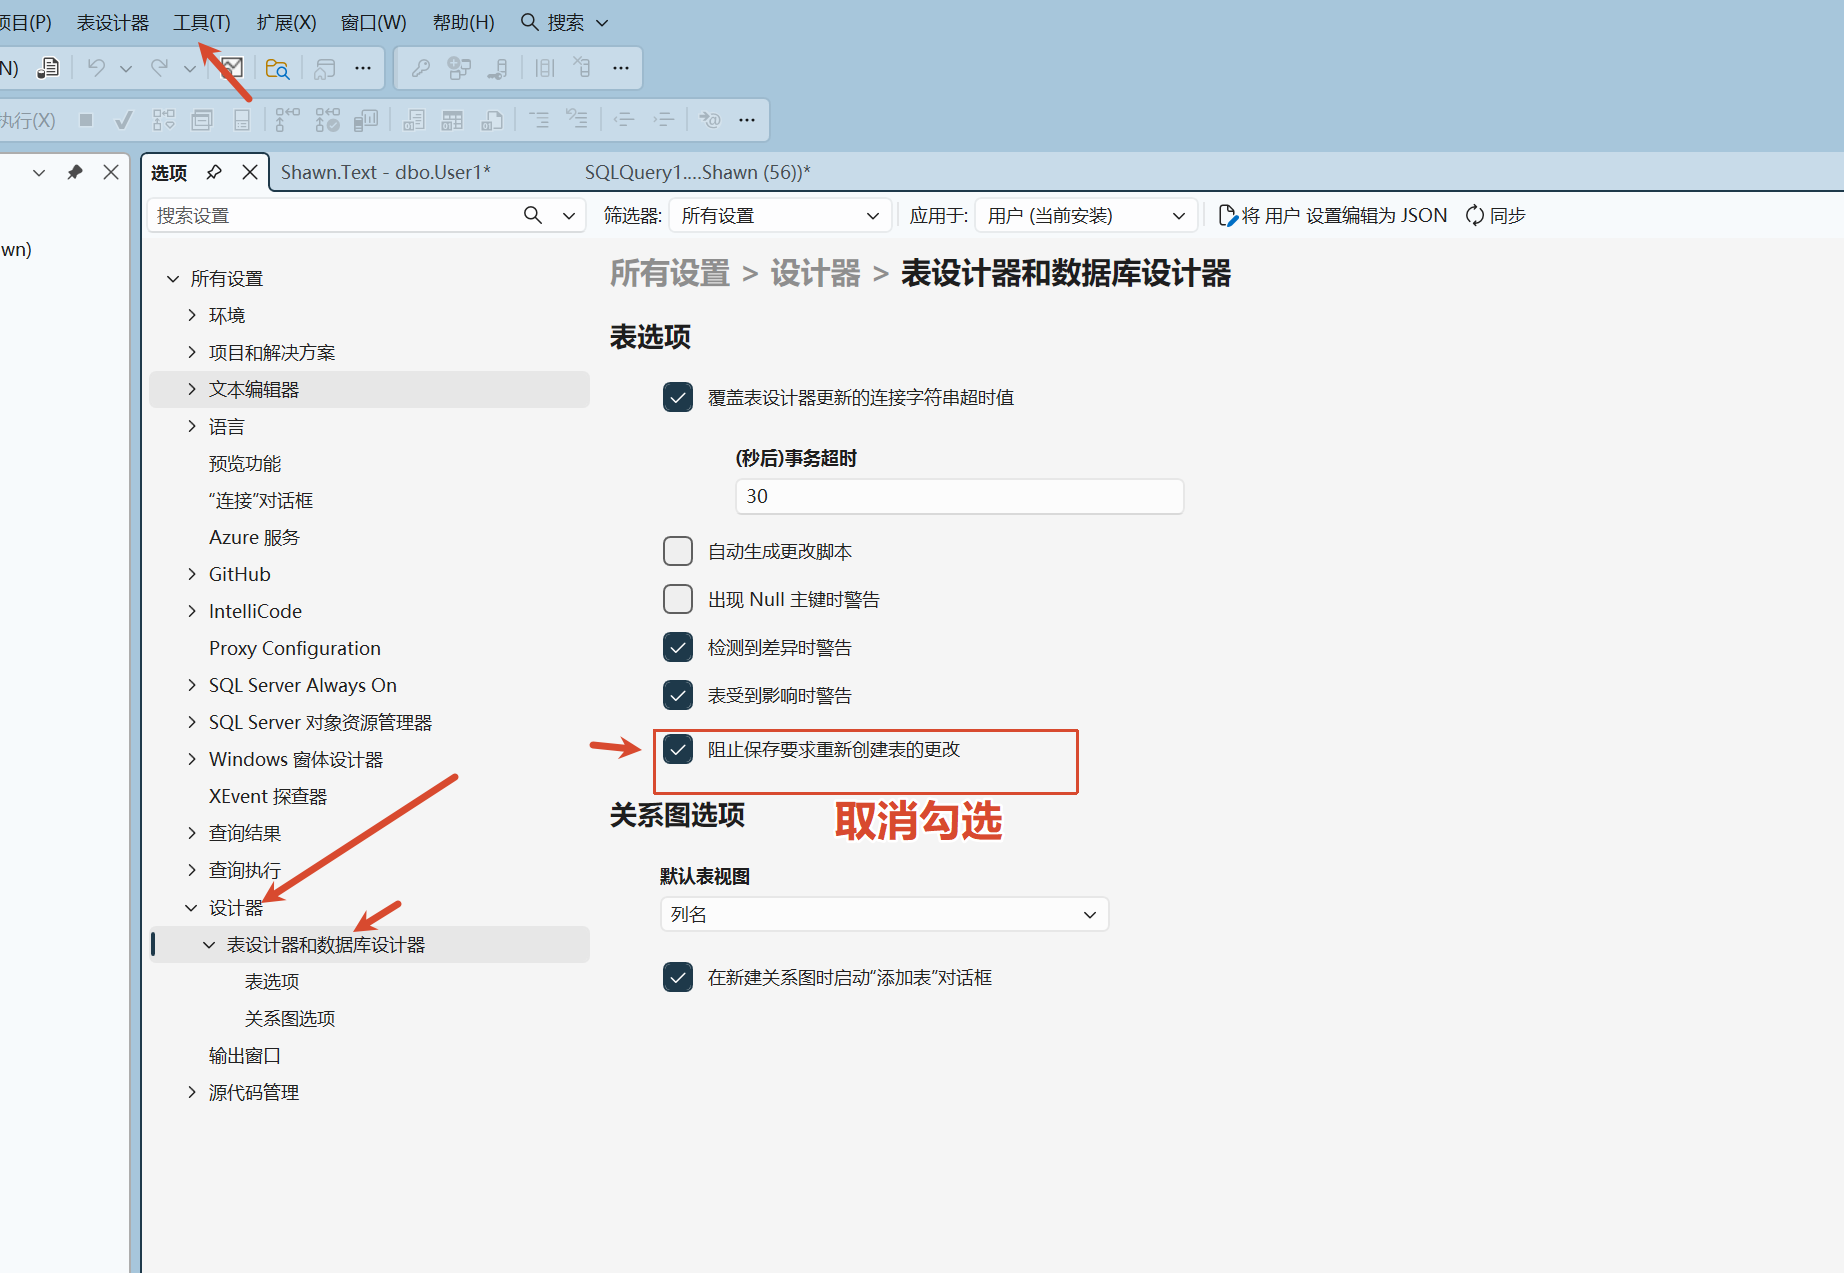 项目(P) 表设计器 工具(T) 扩展(X) 窗口(W) 帮助(H) 搜索
N)
执行(X)
选项 Shawn.Text - dbo.User1* SQLQuery1....Shawn (56))*
搜索设置 筛选器: 所有设置 应用于: 用户 (当前安装) 将 用户 设置编辑为 JSON 同步
wn)
所有设置
环境
项目和解决方案
文本编辑器
语言
预览功能
“连接”对话框
Azure 服务
GitHub
IntelliCode
Proxy Configuration
SQL Server Always On
SQL Server 对象资源管理器
Windows 窗体设计器
XEvent 探查器
查询结果
查询执行
设计器
表设计器和数据库设计器
表选项
关系图选项
输出窗口
源代码管理
所有设置 > 设计器 > 表设计器和数据库设计器
表选项
覆盖表设计器更新的连接字符串超时值
(秒后)事务超时
30
自动生成更改脚本
出现 Null 主键时警告
检测到差异时警告
表受到影响时警告
阻止保存要求重新创建表的更改
关系图选项
取消勾选
默认表视图
列名
在新建关系图时启动“添加表”对话框